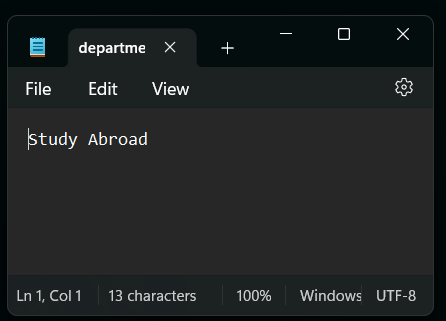 departme
File Edit View
Study Abroad
Ln 1, Col 1 13 characters 100% Windows UTF-8